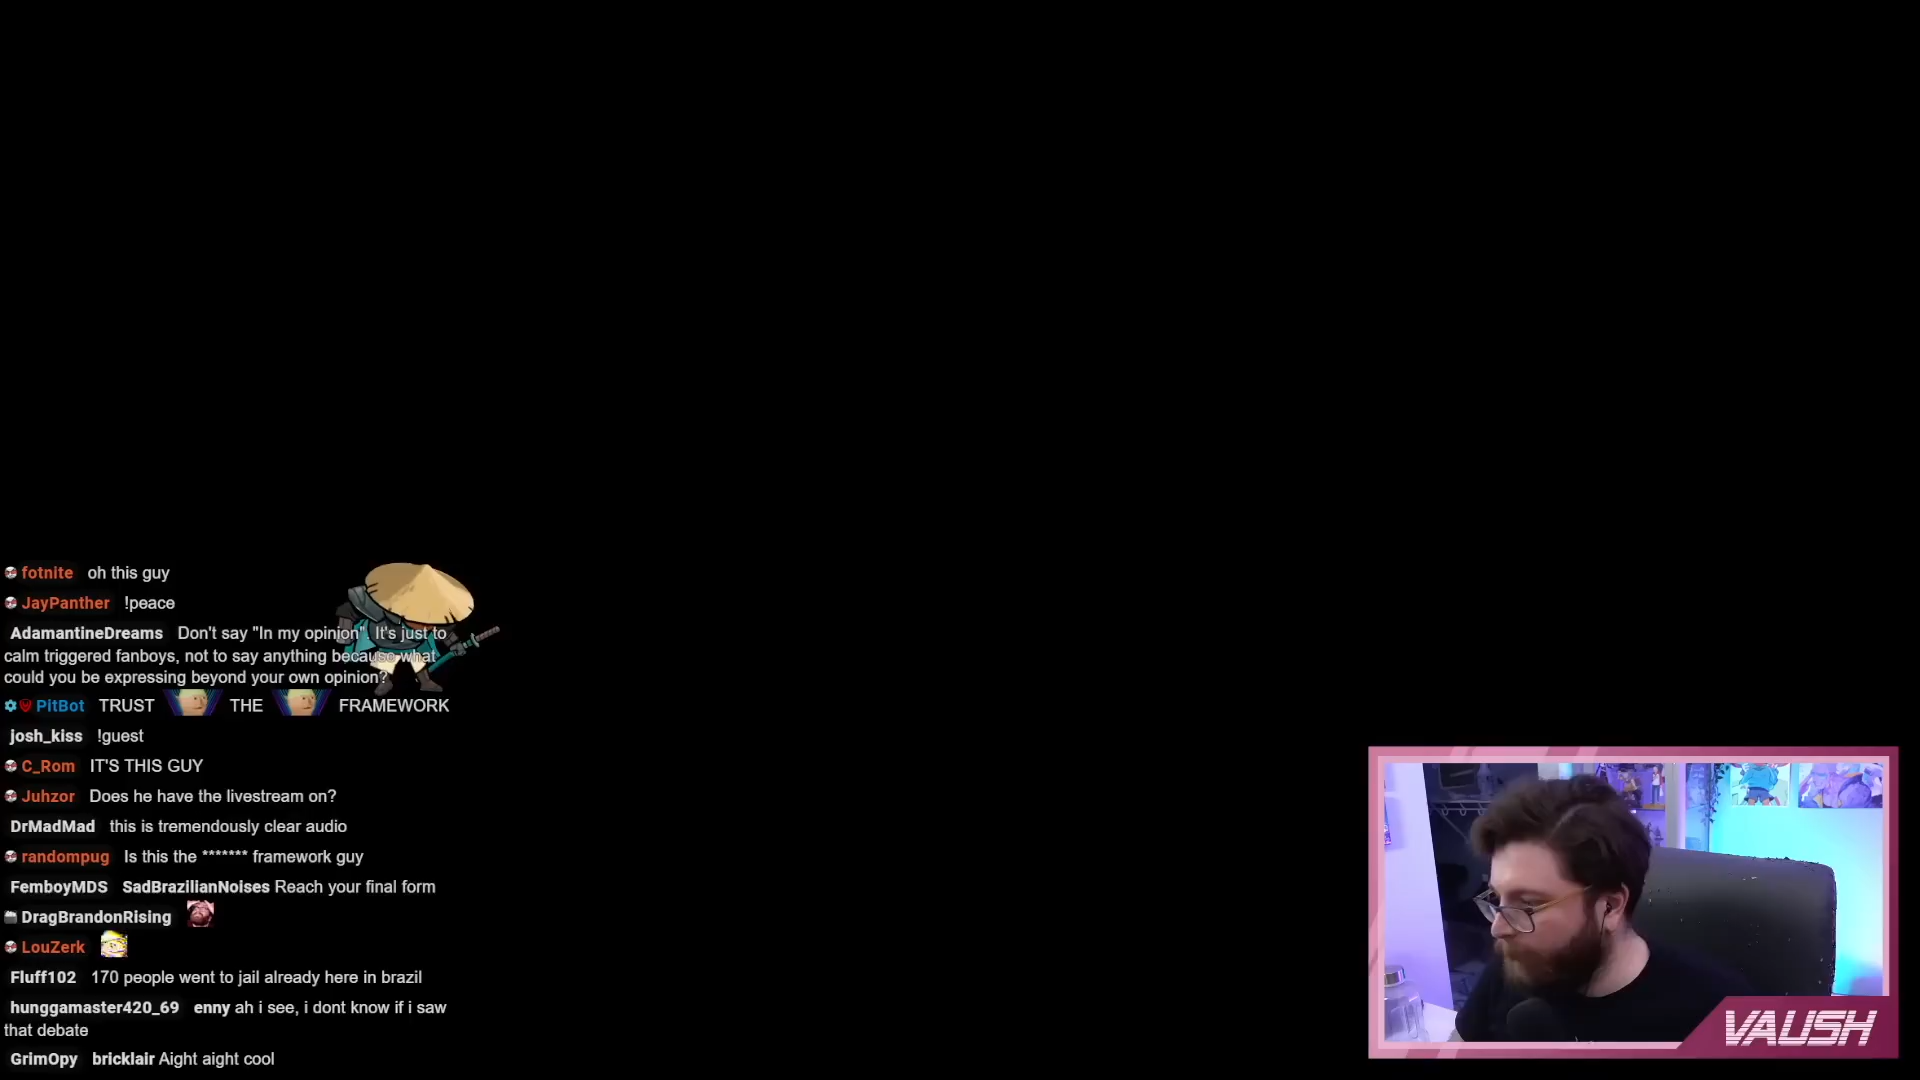 fotnite oh this guy
JayPanther !peace
AdamantineDreams Don't say "In my opinion". It's just to
calm triggered fanboys, not to say anything because what
could you be expressing beyond your own opinion?
PitBot TRUST THE FRAMEWORK
josh_kiss !guest
C_Rom IT'S THIS GUY
Juhzor Does he have the livestream on?
DrMadMad this is tremendously clear audio
randompug Is this the ******* framework guy
FemboyMDS SadBrazilianNoises Reach your final form
DragBrandonRising
LouZerk
Fluff102 170 people went to jail already here in brazil
hunggamaster420_69 enny ah i see, i dont know if i saw
that debate
GrimOpy bricklair Aight aight cool
VAUSH